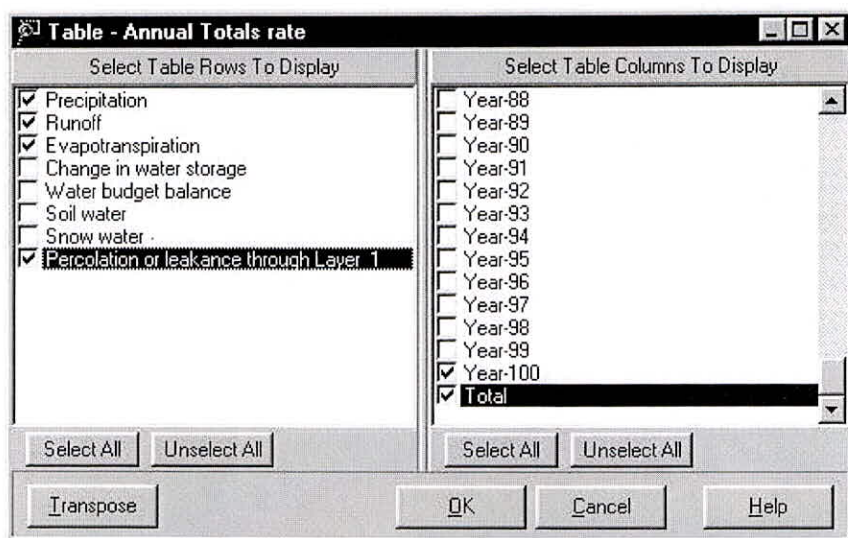 Table - Annual Totals rate
Select Table Rows To Display
Precipitation
Runoff
Evapotranspiration
Change in water storage
Water budget balance
Soil water
Snow water
Percolation or leakance through Layer 1
Select All Unselect All
Select Table Columns To Display
Year-88
Year-89
Year-90
Year-91
Year-92
Year-93
Year-94
Year-95
Year-96
Year-97
Year-98
Year-99
Year-100
Total
Select All Unselect All
Transpose OK Cancel Help